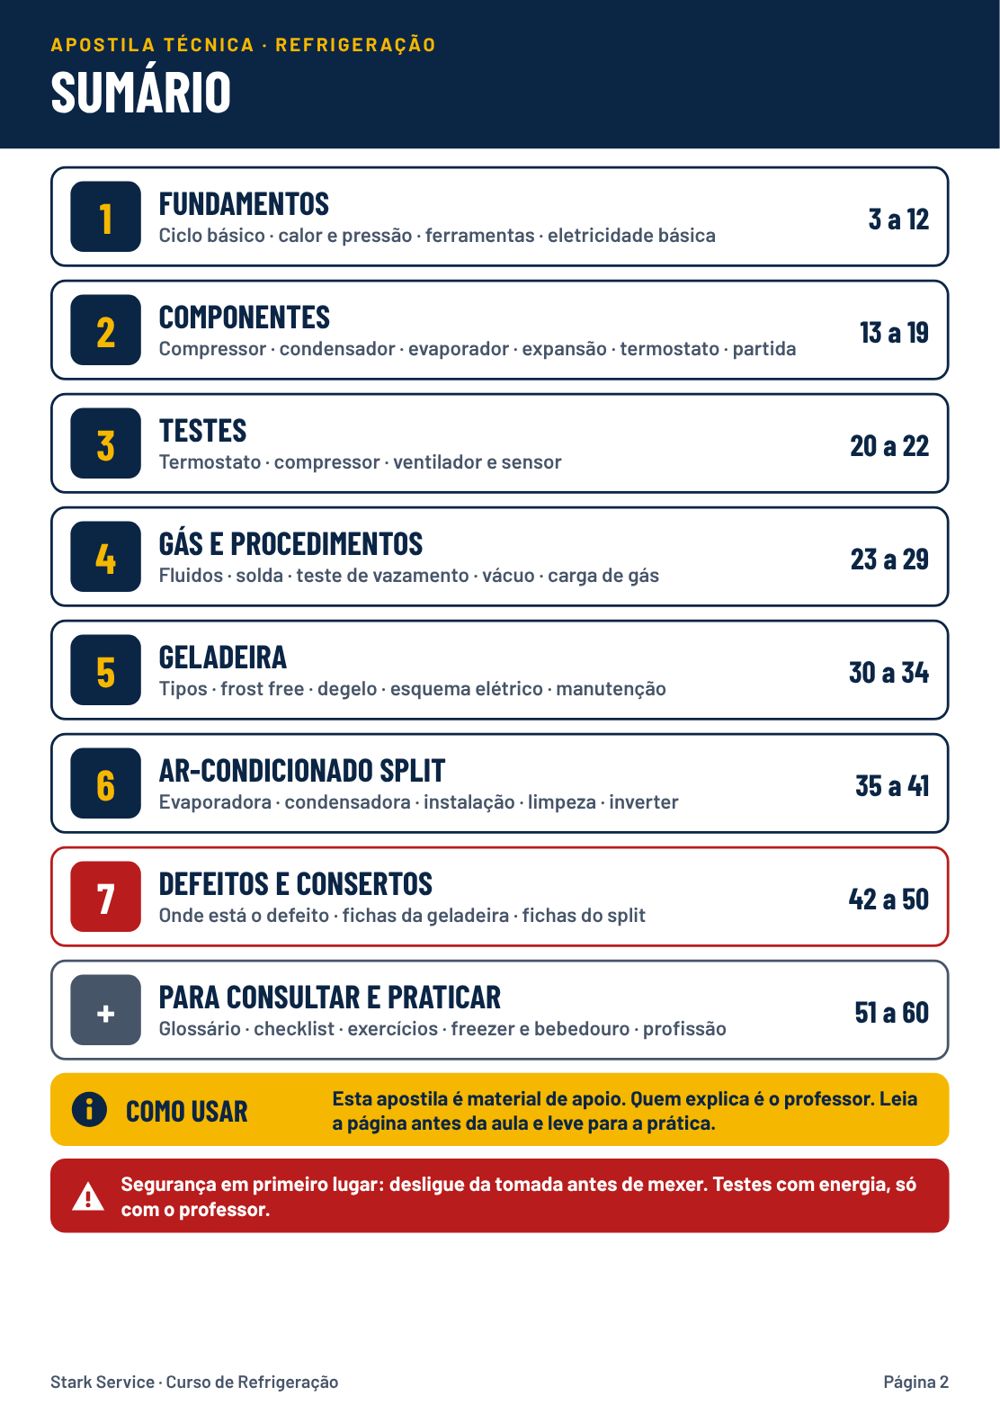 APOSTILA TÉCNICA · REFRIGERAÇÃO
SUMÁRIO
1
FUNDAMENTOS
Ciclo básico · calor e pressão · ferramentas · eletricidade básica
3 a 12
2
COMPONENTES
Compressor · condensador · evaporador · expansão · termostato · partida
13 a 19
3
TESTES
Termostato · compressor · ventilador e sensor
20 a 22
4
GÁS E PROCEDIMENTOS
Fluidos · solda · teste de vazamento · vácuo · carga de gás
23 a 29
5
GELADEIRA
Tipos · frost free · degelo · esquema elétrico · manutenção
30 a 34
6
AR-CONDICIONADO SPLIT
Evaporadora · condensadora · instalação · limpeza · inverter
35 a 41
7
DEFEITOS E CONSERTOS
Onde está o defeito · fichas da geladeira · fichas do split
42 a 50
+
PARA CONSULTAR E PRATICAR
Glossário · checklist · exercícios · freezer e bebedouro · profissão
51 a 60
COMO USAR
Esta apostila é material de apoio. Quem explica é o professor. Leia
a página antes da aula e leve para a prática.
Segurança em primeiro lugar: desligue da tomada antes de mexer. Testes com energia, só
com o professor.
Stark Service · Curso de Refrigeração
Página 2